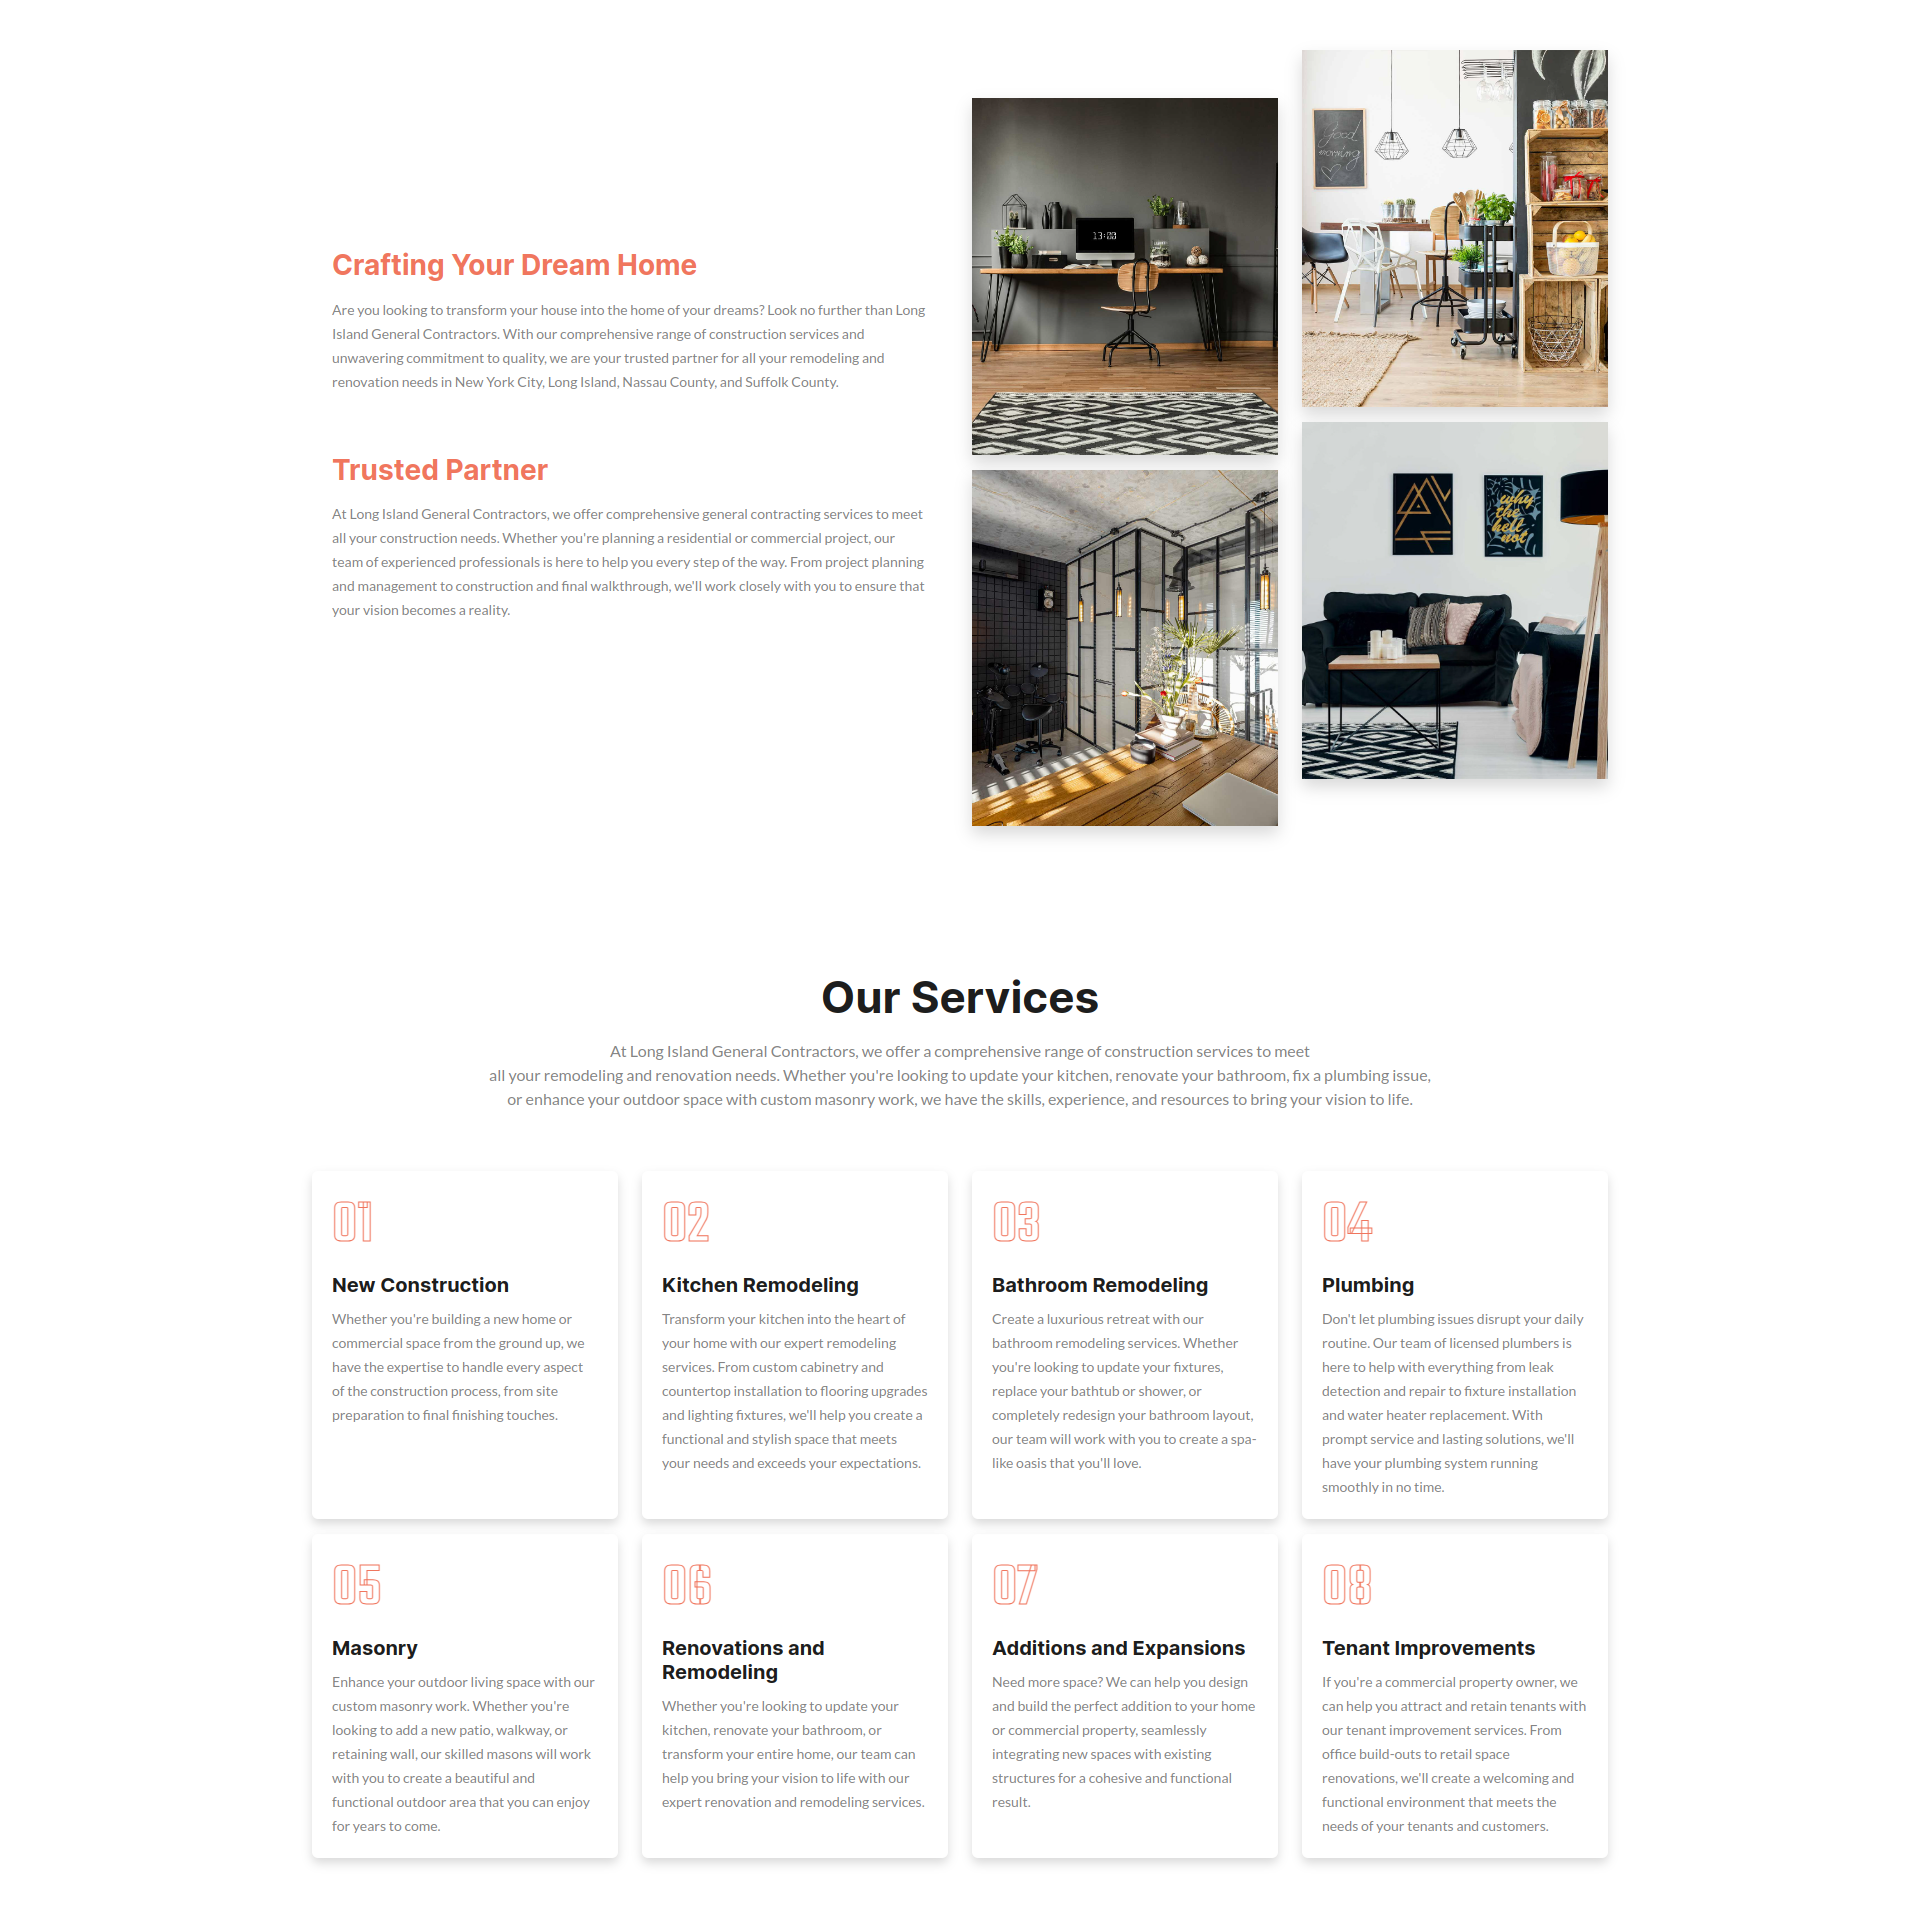 Crafting Your Dream Home
Are you looking to transform your house into the home of your dreams? Look no further than Long
Island General Contractors. With our comprehensive range of construction services and
unwavering commitment to quality, we are your trusted partner for all your remodeling and
renovation needs in New York City, Long Island, Nassau County, and Suffolk County.
Trusted Partner
At Long Island General Contractors, we offer comprehensive general contracting services to meet
all your construction needs. Whether you're planning a residential or commercial project, our
team of experienced professionals is here to help you every step of the way. From project planning
and management to construction and final walkthrough, we'll work closely with you to ensure that
your vision becomes a reality.
13:00
good
morning
why
the
hell
not
Our Services
At Long Island General Contractors, we offer a comprehensive range of construction services to meet
all your remodeling and renovation needs. Whether you're looking to update your kitchen, renovate your bathroom, fix a plumbing issue,
or enhance your outdoor space with custom masonry work, we have the skills, experience, and resources to bring your vision to life.
01
New Construction
Whether you're building a new home or
commercial space from the ground up, we
have the expertise to handle every aspect
of the construction process, from site
preparation to final finishing touches.
02
Kitchen Remodeling
Transform your kitchen into the heart of
your home with our expert remodeling
services. From custom cabinetry and
countertop installation to flooring upgrades
and lighting fixtures, we'll help you create a
functional and stylish space that meets
your needs and exceeds your expectations.
03
Bathroom Remodeling
Create a luxurious retreat with our
bathroom remodeling services. Whether
you're looking to update your fixtures,
replace your bathtub or shower, or
completely redesign your bathroom layout,
our team will work with you to create a spa-
like oasis that you'll love.
04
Plumbing
Don't let plumbing issues disrupt your daily
routine. Our team of licensed plumbers is
here to help with everything from leak
detection and repair to fixture installation
and water heater replacement. With
prompt service and lasting solutions, we'll
have your plumbing system running
smoothly in no time.
05
Masonry
Enhance your outdoor living space with our
custom masonry work. Whether you're
looking to add a new patio, walkway, or
retaining wall, our skilled masons will work
with you to create a beautiful and
functional outdoor area that you can enjoy
for years to come.
06
Renovations and
Remodeling
Whether you're looking to update your
kitchen, renovate your bathroom, or
transform your entire home, our team can
help you bring your vision to life with our
expert renovation and remodeling services.
07
Additions and Expansions
Need more space? We can help you design
and build the perfect addition to your home
or commercial property, seamlessly
integrating new spaces with existing
structures for a cohesive and functional
result.
08
Tenant Improvements
If you're a commercial property owner, we
can help you attract and retain tenants with
our tenant improvement services. From
office build-outs to retail space
renovations, we'll create a welcoming and
functional environment that meets the
needs of your tenants and customers.